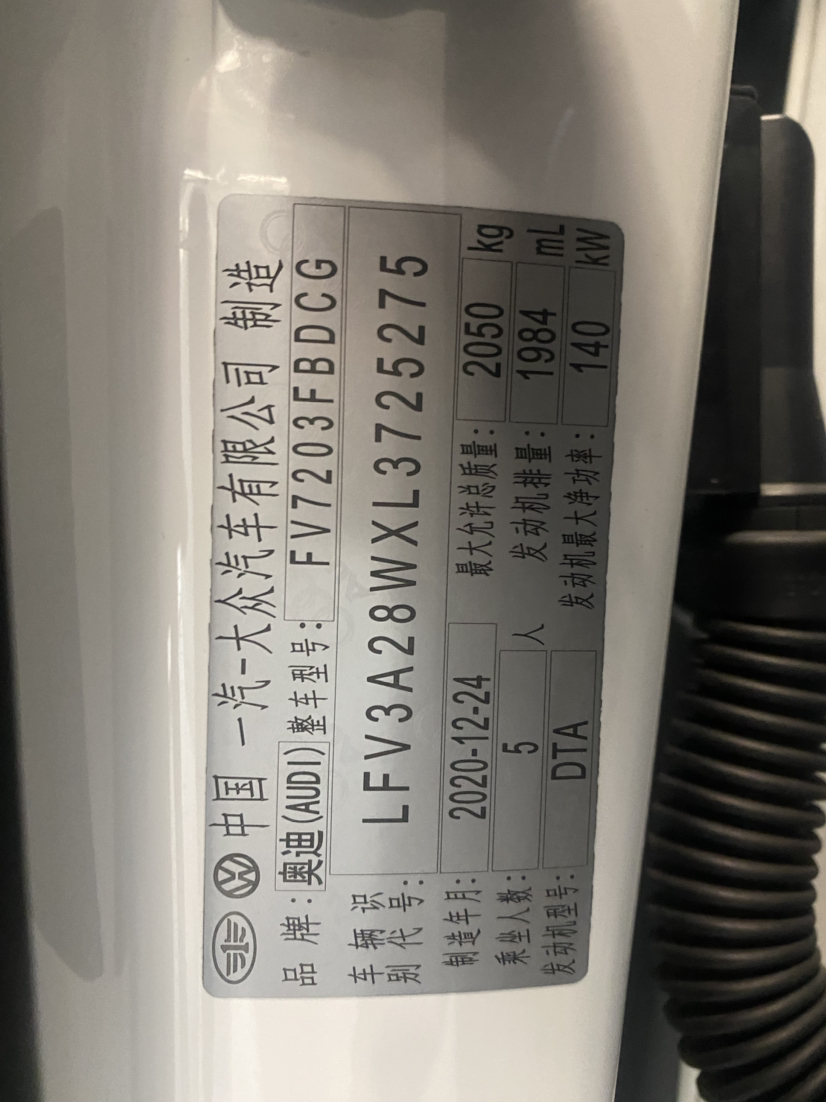 中国 一汽-大众汽车有限公司 制造
品牌:奥迪(AUDI) 整车型号:FV7203FBDCG
车辆识别代号:LFV3A28WXL3725275
制造年月:2020-12-24 最大允许总质量:2050 kg
乘坐人数:5 人 发动机排量:1984 mL
发动机型号:DTA 发动机最大净功率:140 kW